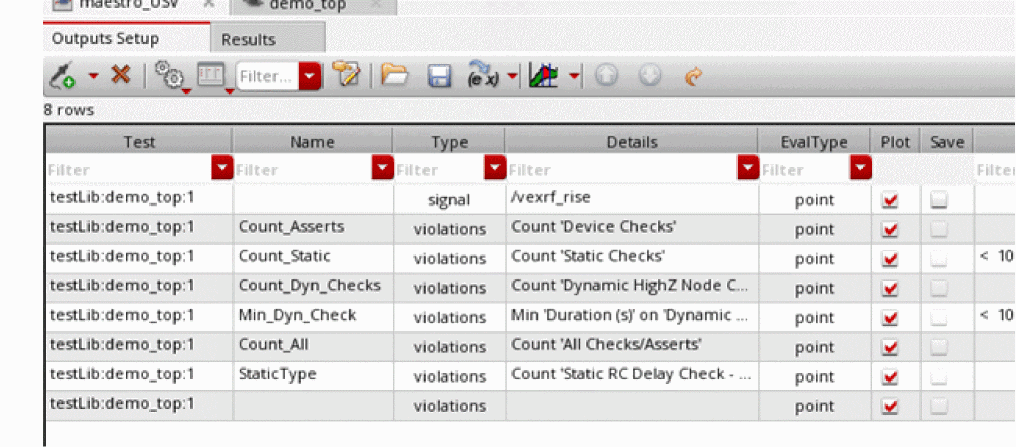 maestro_USV demo_top
Outputs Setup Results
Filter...
8 rows
Test Name Type Details EvalType Plot Save
Filter Filter Filter Filter Filter Filter
testLib:demo_top:1 signal /vexrf_rise point
testLib:demo_top:1 Count_Asserts violations Count 'Device Checks' point
testLib:demo_top:1 Count_Static violations Count 'Static Checks' point < 10
testLib:demo_top:1 Count_Dyn_Checks violations Count 'Dynamic HighZ Node C... point
testLib:demo_top:1 Min_Dyn_Check violations Min 'Duration (s)' on 'Dynamic ... point < 10
testLib:demo_top:1 Count_All violations Count 'All Checks/Asserts' point
testLib:demo_top:1 StaticType violations Count 'Static RC Delay Check - ... point
testLib:demo_top:1 violations point